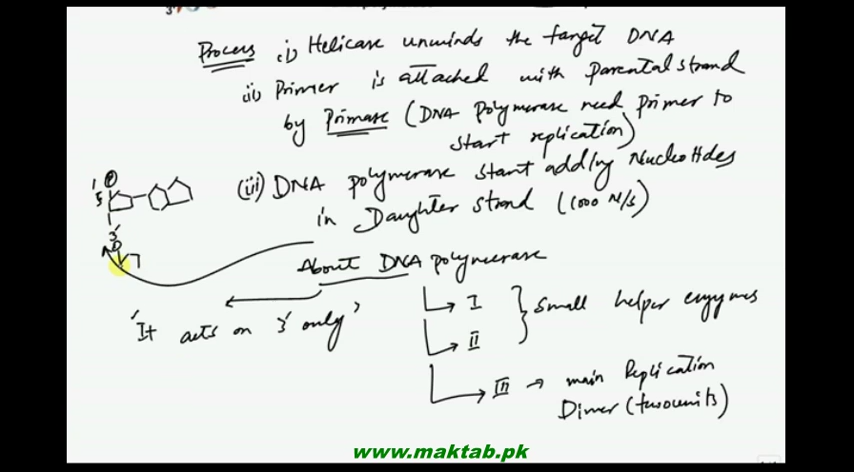 Process (i) Helicase unwinds the target DNA
(ii) Primer is attached with Parental strand
by Primase (DNA polymerase need primer to
start replication)
(iii) DNA polymerase start adding Nucleotides
in Daughter strand (1000 N/s)
P
5'
3'
About DNA polymerase
'It acts on 3' only'
I
II
} Small helper enzymes
III → main Replication
Dimer (two units)
www.maktab.pk